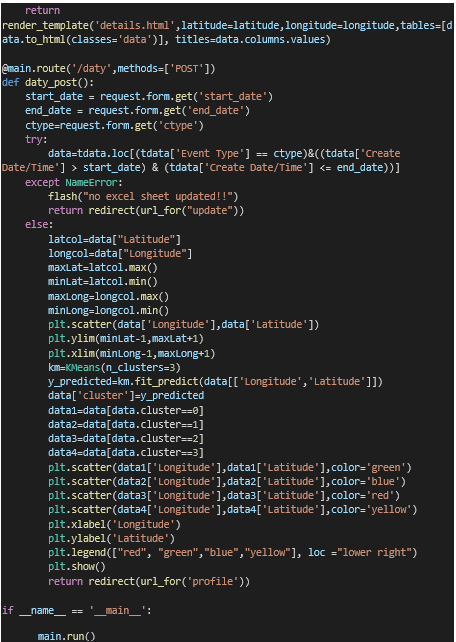 return
render_template('details.html',latitude=latitude,longitude=longitude,tables=[d
ata.to_html(classes='data')], titles=data.columns.values)
@main.route('/daty',methods=['POST'])
def daty_post():
start_date = request.form.get('start_date')
end_date = request.form.get('end_date')
ctype=request.form.get('ctype')
try:
data=tdata.loc[(tdata['Event Type'] == ctype)&((tdata['Create
Date/Time'] > start_date) & (tdata['Create Date/Time'] <= end_date))]
except NameError:
flash("no excel sheet updated!!")
return redirect(url_for("update"))
else:
latcol=data["Latitude"]
longcol=data["Longitude"]
maxLat=latcol.max()
minLat=latcol.min()
maxLong=longcol.max()
minLong=longcol.min()
plt.scatter(data['Longitude'],data['Latitude'])
plt.ylim(minLat-1,maxLat+1)
plt.xlim(minLong-1,maxLong+1)
km=KMeans(n_clusters=3)
y_predicted=km.fit_predict(data[['Longitude','Latitude']])
data['cluster']=y_predicted
data1=data[data.cluster==0]
data2=data[data.cluster==1]
data3=data[data.cluster==2]
data4=data[data.cluster==3]
plt.scatter(data1['Longitude'],data1['Latitude'],color='green')
plt.scatter(data2['Longitude'],data2['Latitude'],color='blue')
plt.scatter(data3['Longitude'],data3['Latitude'],color='red')
plt.scatter(data4['Longitude'],data4['Latitude'],color='yellow')
plt.xlabel('Longitude')
plt.ylabel('Latitude')
plt.legend(["red", "green","blue","yellow"], loc ="lower right")
plt.show()
return redirect(url_for('profile'))
if __name__ == '__main__':
main.run()